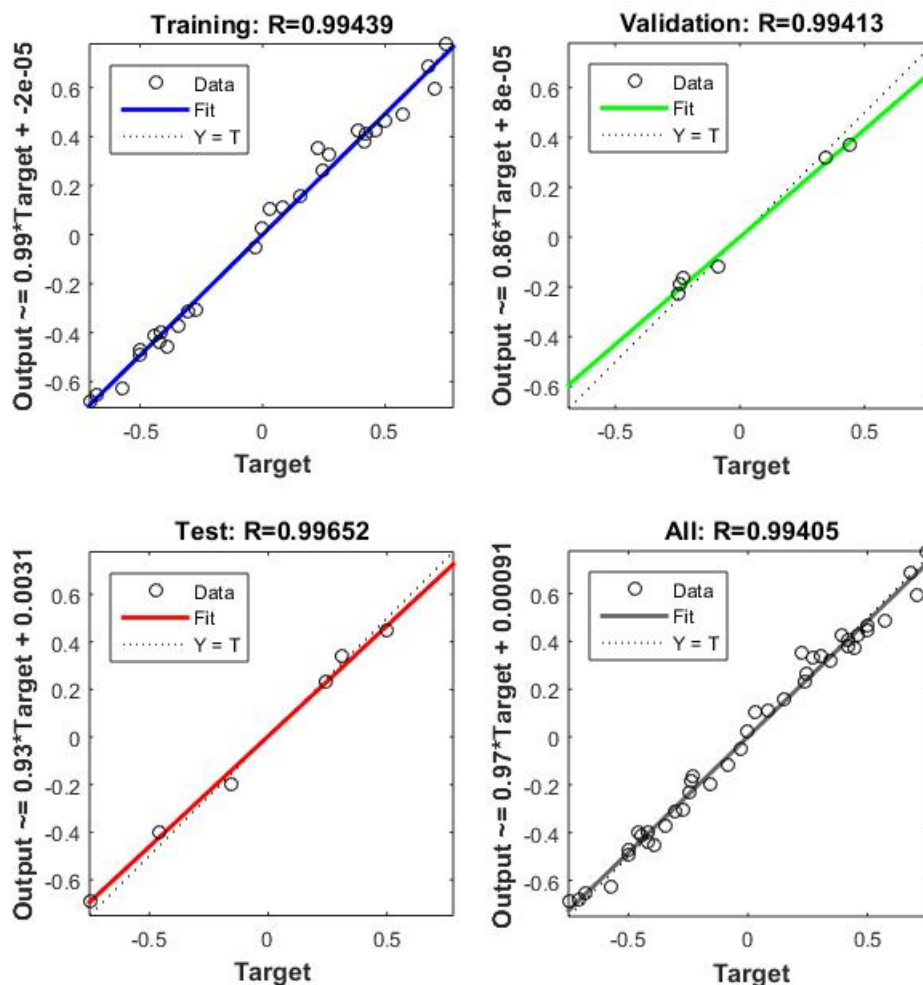 Training: R=0.99439
Output ~= 0.99*Target + -2e-05
0.6
0.4
0.2
0
-0.2
-0.4
-0.6
Data
Fit
Y = T
-0.5
0
0.5
Target
Validation: R=0.99413
Output ~= 0.86*Target + 8e-05
0.6
0.4
0.2
0
-0.2
-0.4
-0.6
Data
Fit
Y = T
-0.5
0
0.5
Target
Test: R=0.99652
Output ~= 0.93*Target + 0.0031
0.6
0.4
0.2
0
-0.2
-0.4
-0.6
Data
Fit
Y = T
-0.5
0
0.5
Target
All: R=0.99405
Output ~= 0.97*Target + 0.00091
0.6
0.4
0.2
0
-0.2
-0.4
-0.6
Data
Fit
Y = T
-0.5
0
0.5
Target